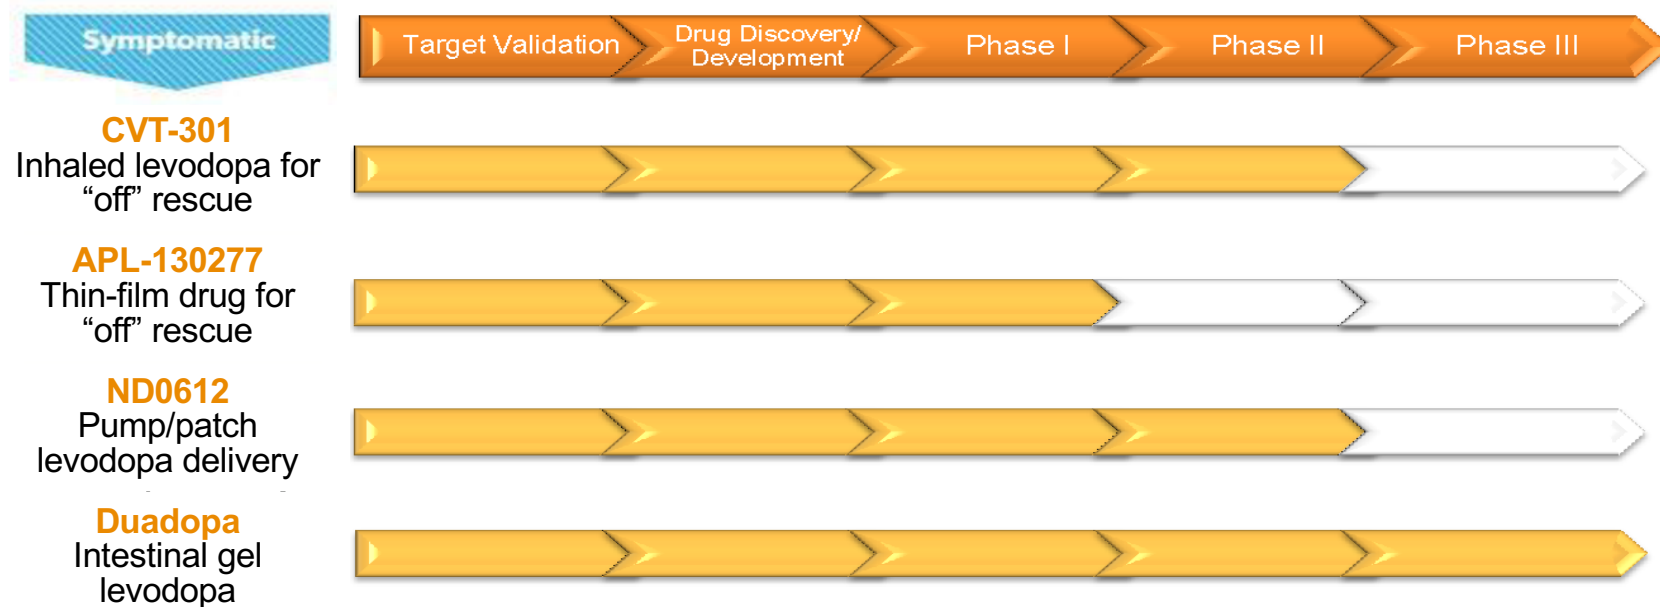 Symptomatic
Target Validation
Drug Discovery/
Development
Phase I
Phase II
Phase III
CVT-301
Inhaled levodopa for
“off” rescue
APL-130277
Thin-film drug for
“off” rescue
ND0612
Pump/patch
levodopa delivery
Duadopa
Intestinal gel
levodopa